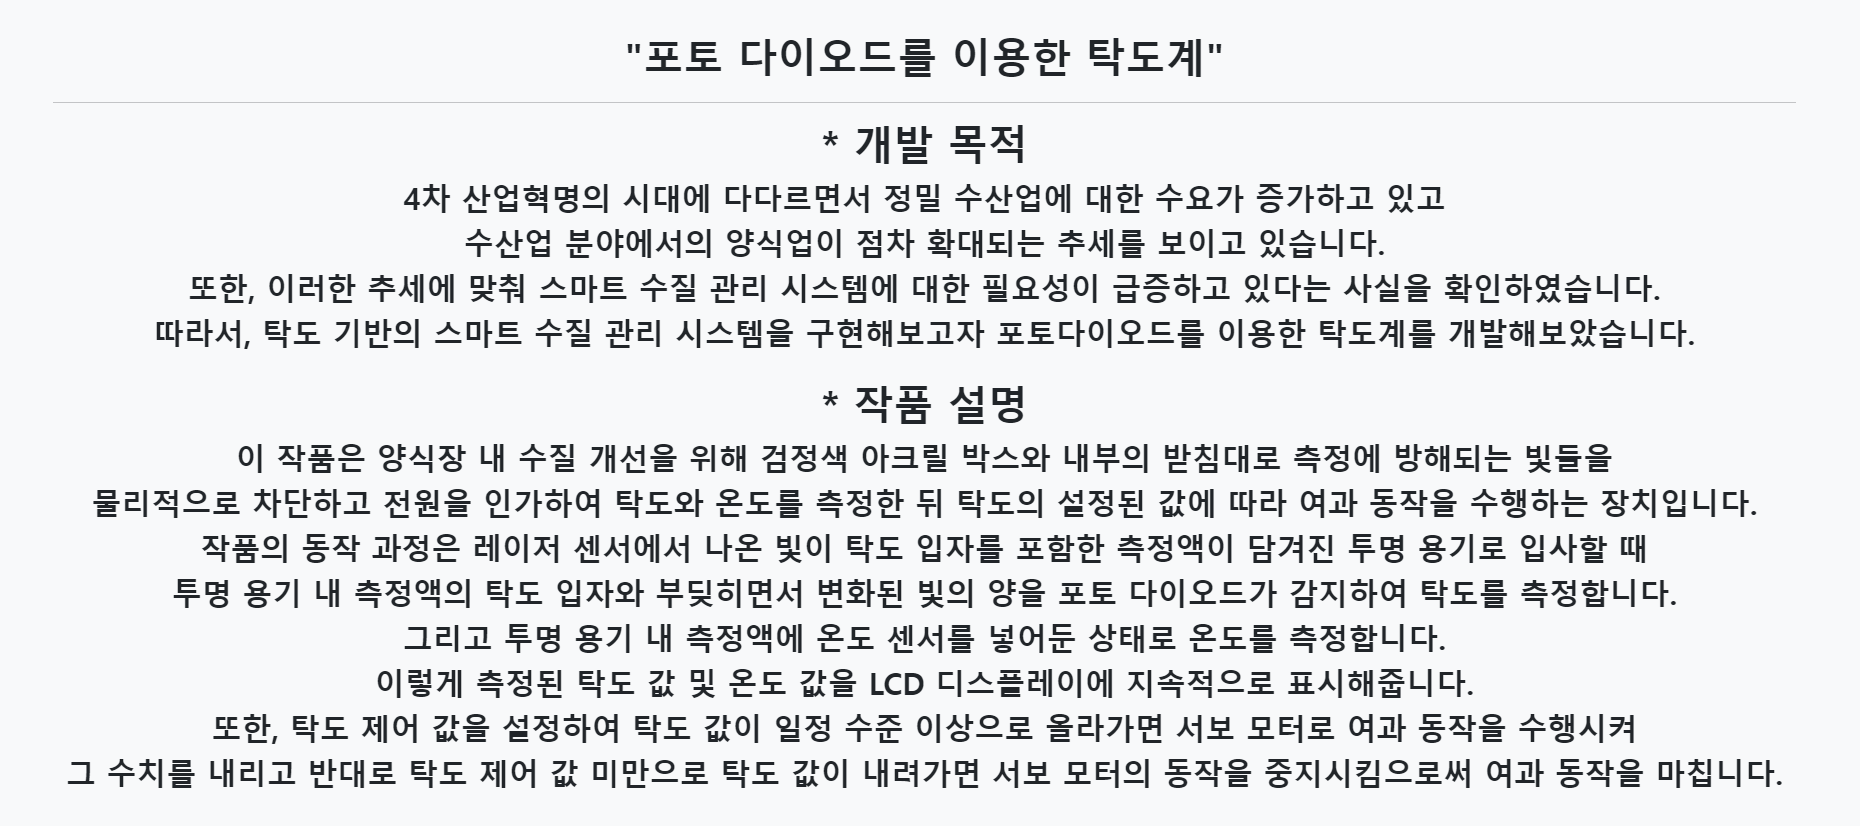 "포토 다이오드를 이용한 탁도계"
* 개발 목적
4차 산업혁명의 시대에 다다르면서 정밀 수산업에 대한 수요가 증가하고 있고
수산업 분야에서의 양식업이 점차 확대되는 추세를 보이고 있습니다.
또한, 이러한 추세에 맞춰 스마트 수질 관리 시스템에 대한 필요성이 급증하고 있다는 사실을 확인하였습니다.
따라서, 탁도 기반의 스마트 수질 관리 시스템을 구현해보고자 포토다이오드를 이용한 탁도계를 개발해보았습니다.
* 작품 설명
이 작품은 양식장 내 수질 개선을 위해 검정색 아크릴 박스와 내부의 받침대로 측정에 방해되는 빛들을
물리적으로 차단하고 전원을 인가하여 탁도와 온도를 측정한 뒤 탁도의 설정된 값에 따라 여과 동작을 수행하는 장치입니다.
작품의 동작 과정은 레이저 센서에서 나온 빛이 탁도 입자를 포함한 측정액이 담겨진 투명 용기로 입사할 때
투명 용기 내 측정액의 탁도 입자와 부딪히면서 변화된 빛의 양을 포토 다이오드가 감지하여 탁도를 측정합니다.
그리고 투명 용기 내 측정액에 온도 센서를 넣어둔 상태로 온도를 측정합니다.
이렇게 측정된 탁도 값 및 온도 값을 LCD 디스플레이에 지속적으로 표시해줍니다.
또한, 탁도 제어 값을 설정하여 탁도 값이 일정 수준 이상으로 올라가면 서보 모터로 여과 동작을 수행시켜
그 수치를 내리고 반대로 탁도 제어 값 미만으로 탁도 값이 내려가면 서보 모터의 동작을 중지시킴으로써 여과 동작을 마칩니다.